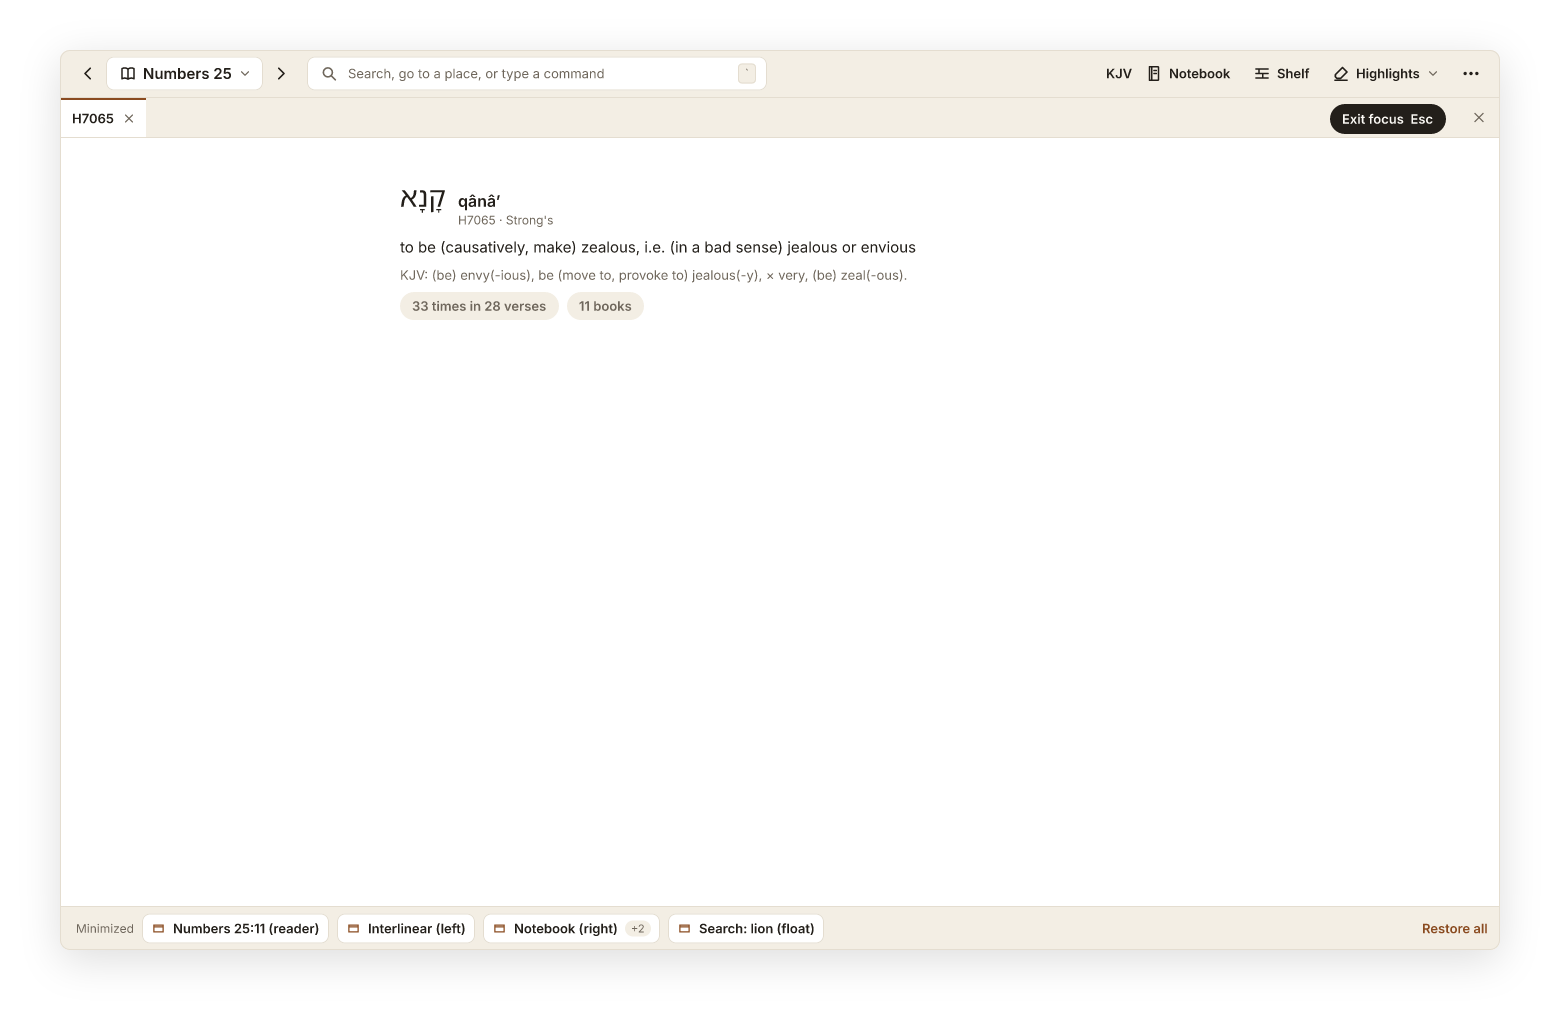 Numbers 25
Search, go to a place, or type a command
`
KJV
Notebook
Shelf
Highlights
H7065
Exit focus Esc
קָנָא qânâʼ
H7065 · Strong's
to be (causatively, make) zealous, i.e. (in a bad sense) jealous or envious
KJV: (be) envy(-ious), be (move to, provoke to) jealous(-y), × very, (be) zeal(-ous).
33 times in 28 verses
11 books
Minimized
Numbers 25:11 (reader)
Interlinear (left)
Notebook (right) +2
Search: lion (float)
Restore all